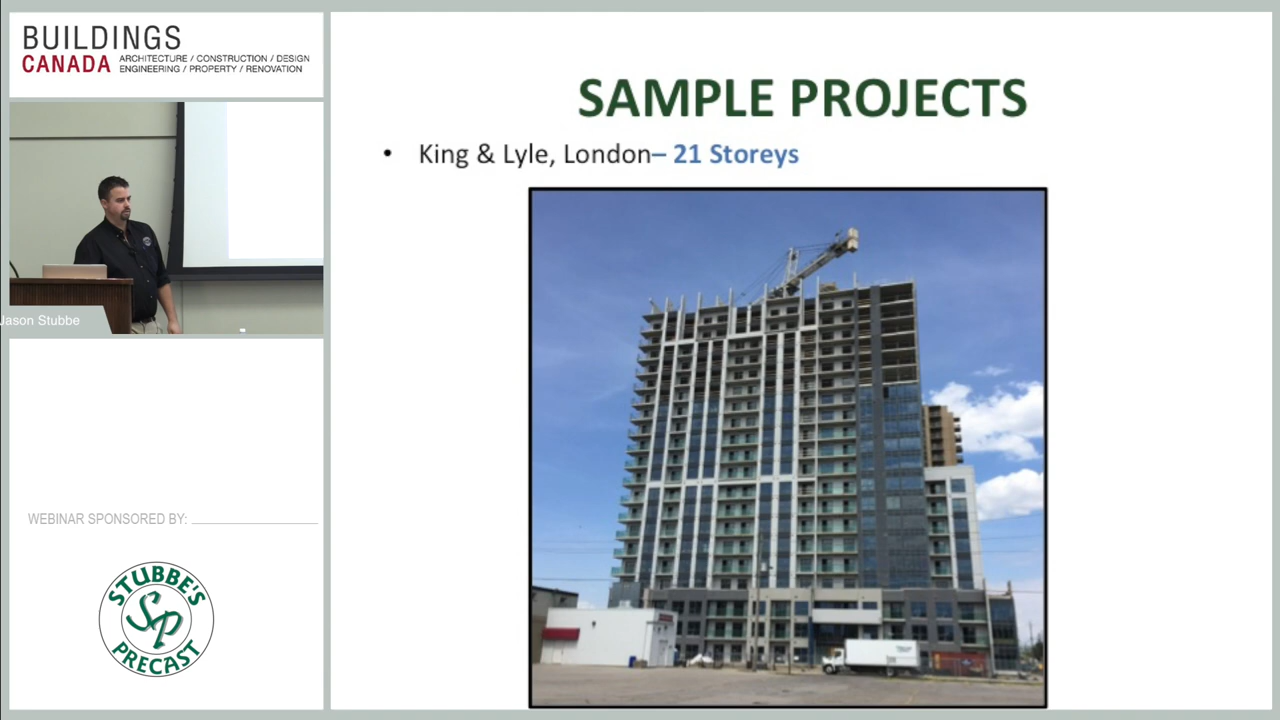 BUILDINGS
CANADA ARCHITECTURE / CONSTRUCTION / DESIGN
ENGINEERING / PROPERTY / RENOVATION
Jason Stubbe
WEBINAR SPONSORED BY:
STUBBE'S
SP
PRECAST
SAMPLE PROJECTS
• King & Lyle, London– 21 Storeys